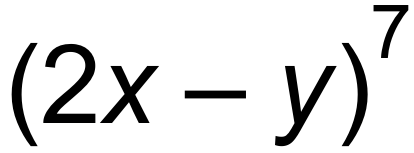 (2x − y)⁷